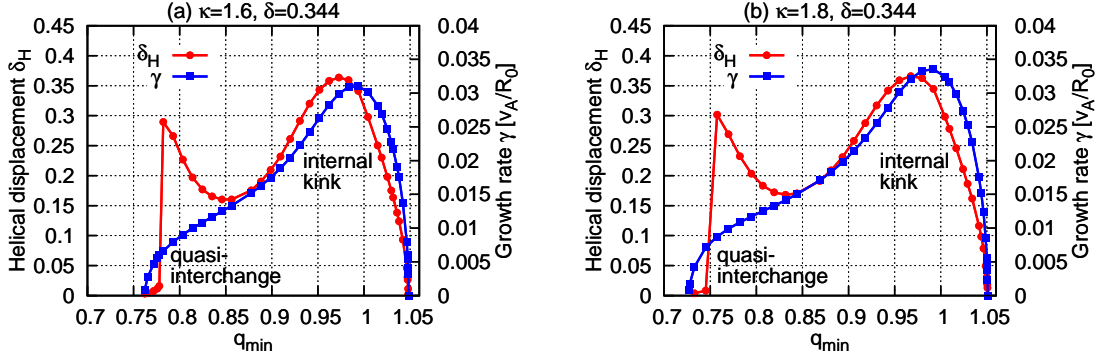 (a) κ=1.6, δ=0.344
Helical displacement δH
0.45
0.4
0.35
0.3
0.25
0.2
0.15
0.1
0.05
0
δH
γ
internal
kink
quasi-
interchange
0.04
0.035
0.03
0.025
0.02
0.015
0.01
0.005
0
Growth rate γ [vA/R0]
0.7 0.75 0.8 0.85 0.9 0.95 1 1.05
qmin
(b) κ=1.8, δ=0.344
Helical displacement δH
0.45
0.4
0.35
0.3
0.25
0.2
0.15
0.1
0.05
0
δH
γ
internal
kink
quasi-
interchange
0.04
0.035
0.03
0.025
0.02
0.015
0.01
0.005
0
Growth rate γ [vA/R0]
0.7 0.75 0.8 0.85 0.9 0.95 1 1.05
qmin